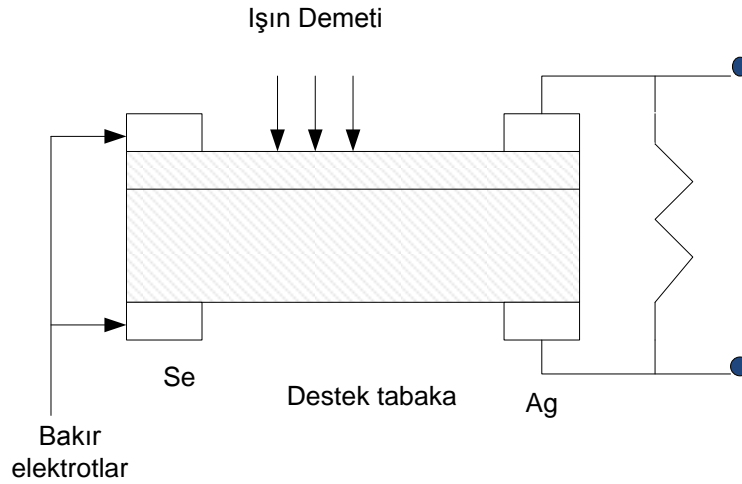 Işın Demeti
Se
Destek tabaka
Ag
Bakır
elektrotlar